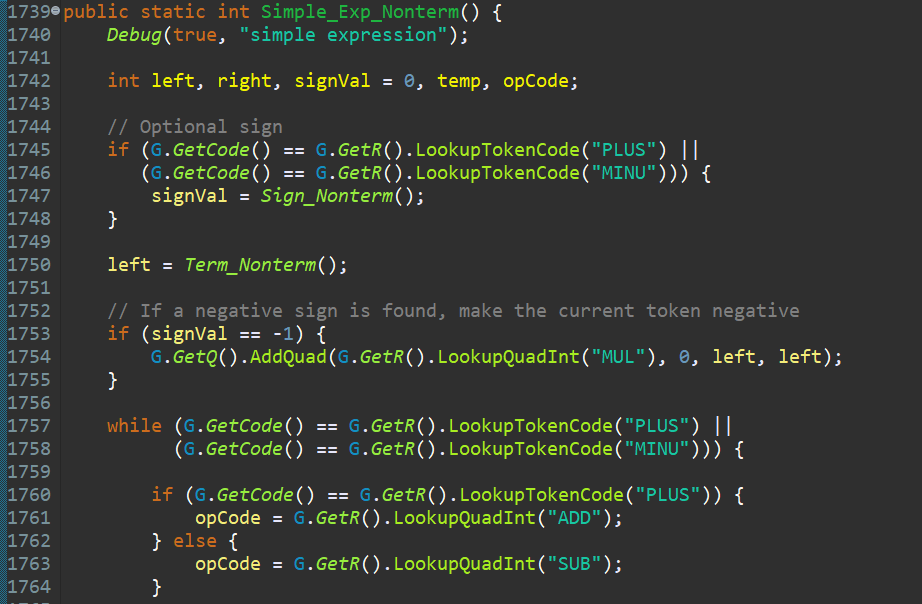 1739 public static int Simple_Exp_Nonterm() {
1740     Debug(true, "simple expression");
1741
1742     int left, right, signVal = 0, temp, opCode;
1743
1744     // Optional sign
1745     if (G.GetCode() == G.GetR().LookupTokenCode("PLUS") ||
1746        (G.GetCode() == G.GetR().LookupTokenCode("MINU"))) {
1747         signVal = Sign_Nonterm();
1748     }
1749
1750     left = Term_Nonterm();
1751
1752     // If a negative sign is found, make the current token negative
1753     if (signVal == -1) {
1754         G.GetQ().AddQuad(G.GetR().LookupQuadInt("MUL"), 0, left, left);
1755     }
1756
1757     while (G.GetCode() == G.GetR().LookupTokenCode("PLUS") ||
1758           (G.GetCode() == G.GetR().LookupTokenCode("MINU"))) {
1759
1760         if (G.GetCode() == G.GetR().LookupTokenCode("PLUS")) {
1761             opCode = G.GetR().LookupQuadInt("ADD");
1762         } else {
1763             opCode = G.GetR().LookupQuadInt("SUB");
1764         }